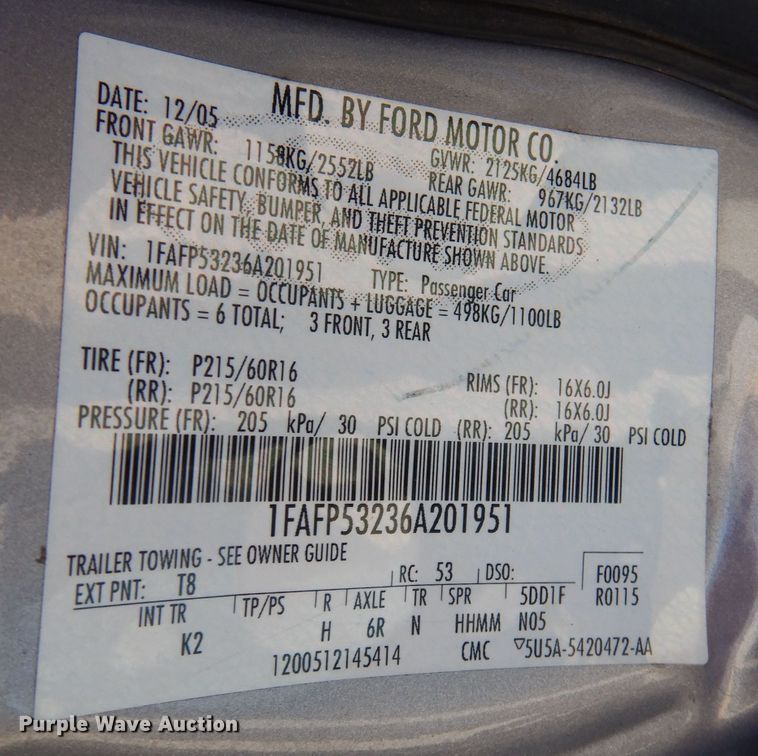 DATE: 12/05 MFD. BY FORD MOTOR CO.
FRONT GAWR: 1158KG/2552LB GVWR: 2125KG/4684LB
REAR GAWR: 967KG/2132LB
THIS VEHICLE CONFORMS TO ALL APPLICABLE FEDERAL MOTOR
VEHICLE SAFETY, BUMPER, AND THEFT PREVENTION STANDARDS
IN EFFECT ON THE DATE OF MANUFACTURE SHOWN ABOVE.
VIN: 1FAFP53236A201951 TYPE: Passenger Car
MAXIMUM LOAD = OCCUPANTS + LUGGAGE = 498KG/1100LB
OCCUPANTS = 6 TOTAL; 3 FRONT, 3 REAR
TIRE (FR): P215/60R16 RIMS (FR): 16X6.0J
(RR): P215/60R16 (RR): 16X6.0J
PRESSURE (FR): 205 kPa/ 30 PSI COLD (RR): 205 kPa/ 30 PSI COLD
1FAFP53236A201951
TRAILER TOWING - SEE OWNER GUIDE
EXT PNT: T8 RC: 53 DSO: F0095
INT TR TP/PS R AXLE TR SPR 5DD1F R0115
K2 H 6R N HHMM N05
1200512145414 CMC ▽5U5A-5420472-AA
Purple Wave Auction